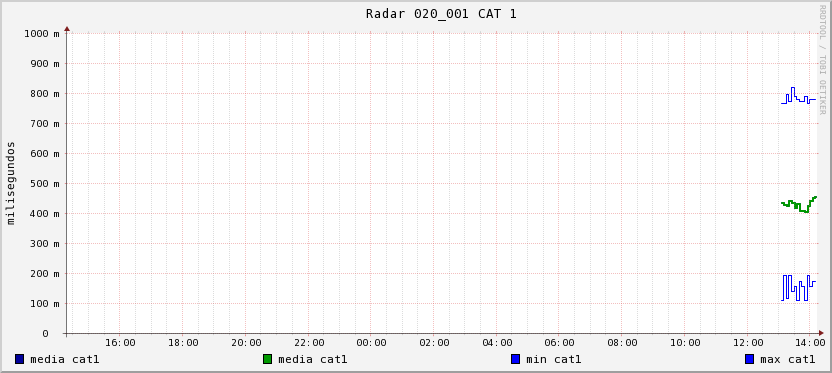 Radar 020_001 CAT 1
RRDTOOL / TOBI OETIKER
milisegundos
1000 m
900 m
800 m
700 m
600 m
500 m
400 m
300 m
200 m
100 m
0
16:00 18:00 20:00 22:00 00:00 02:00 04:00 06:00 08:00 10:00 12:00 14:00
media cat1 media cat1 min cat1 max cat1